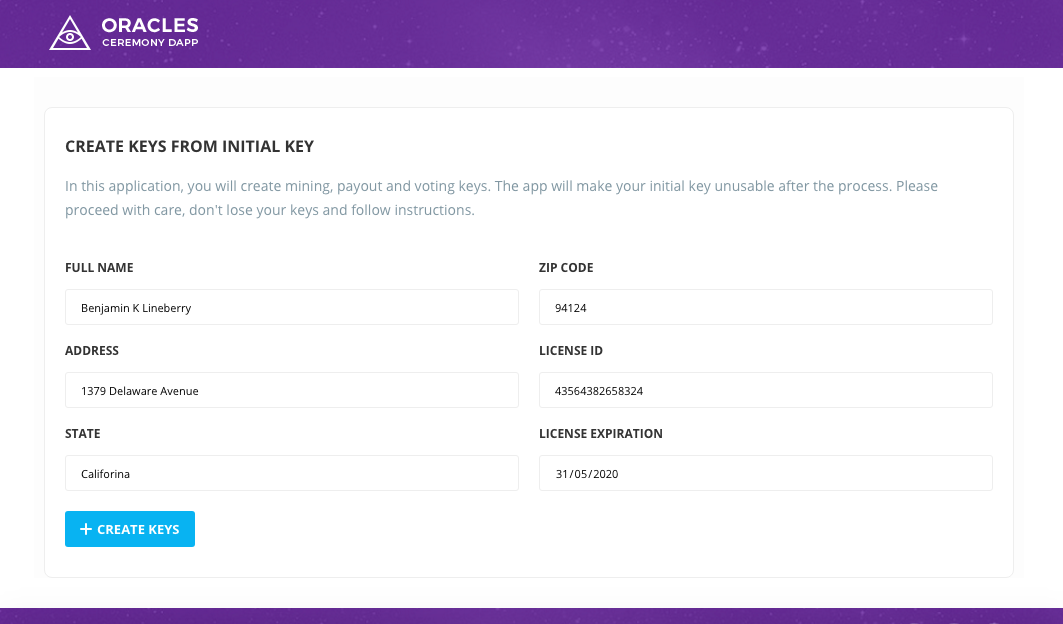 ORACLES
CEREMONY DAPP
CREATE KEYS FROM INITIAL KEY
In this application, you will create mining, payout and voting keys. The app will make your initial key unusable after the process. Please
proceed with care, don't lose your keys and follow instructions.
FULL NAME
Benjamin K Lineberry
ZIP CODE
94124
ADDRESS
1379 Delaware Avenue
LICENSE ID
43564382658324
STATE
Califorina
LICENSE EXPIRATION
31/05/2020
CREATE KEYS